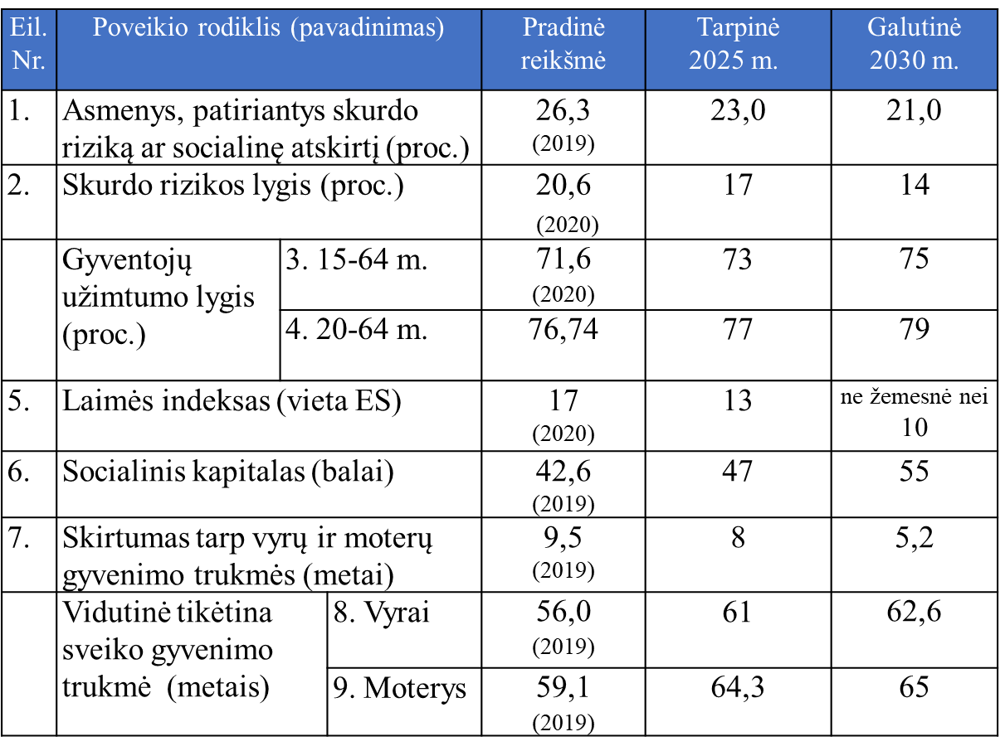 Eil. Nr.
Poveikio rodiklis (pavadinimas)
Pradinė reikšmė
Tarpinė 2025 m.
Galutinė 2030 m.
1.
Asmenys, patiriantys skurdo
riziką ar socialinę atskirtį (proc.)
26,3
(2019)
23,0
21,0
2.
Skurdo rizikos lygis (proc.)
20,6
(2020)
17
14
Gyventojų
užimtumo lygis
(proc.)
3. 15-64 m.
71,6
(2020)
73
75
4. 20-64 m.
76,74
77
79
5.
Laimės indeksas (vieta ES)
17
(2020)
13
ne žemesnė nei
10
6.
Socialinis kapitalas (balai)
42,6
(2019)
47
55
7.
Skirtumas tarp vyrų ir moterų
gyvenimo trukmės (metai)
9,5
(2019)
8
5,2
Vidutinė tikėtina
sveiko gyvenimo
trukmė (metais)
8. Vyrai
56,0
(2019)
61
62,6
9. Moterys
59,1
(2019)
64,3
65